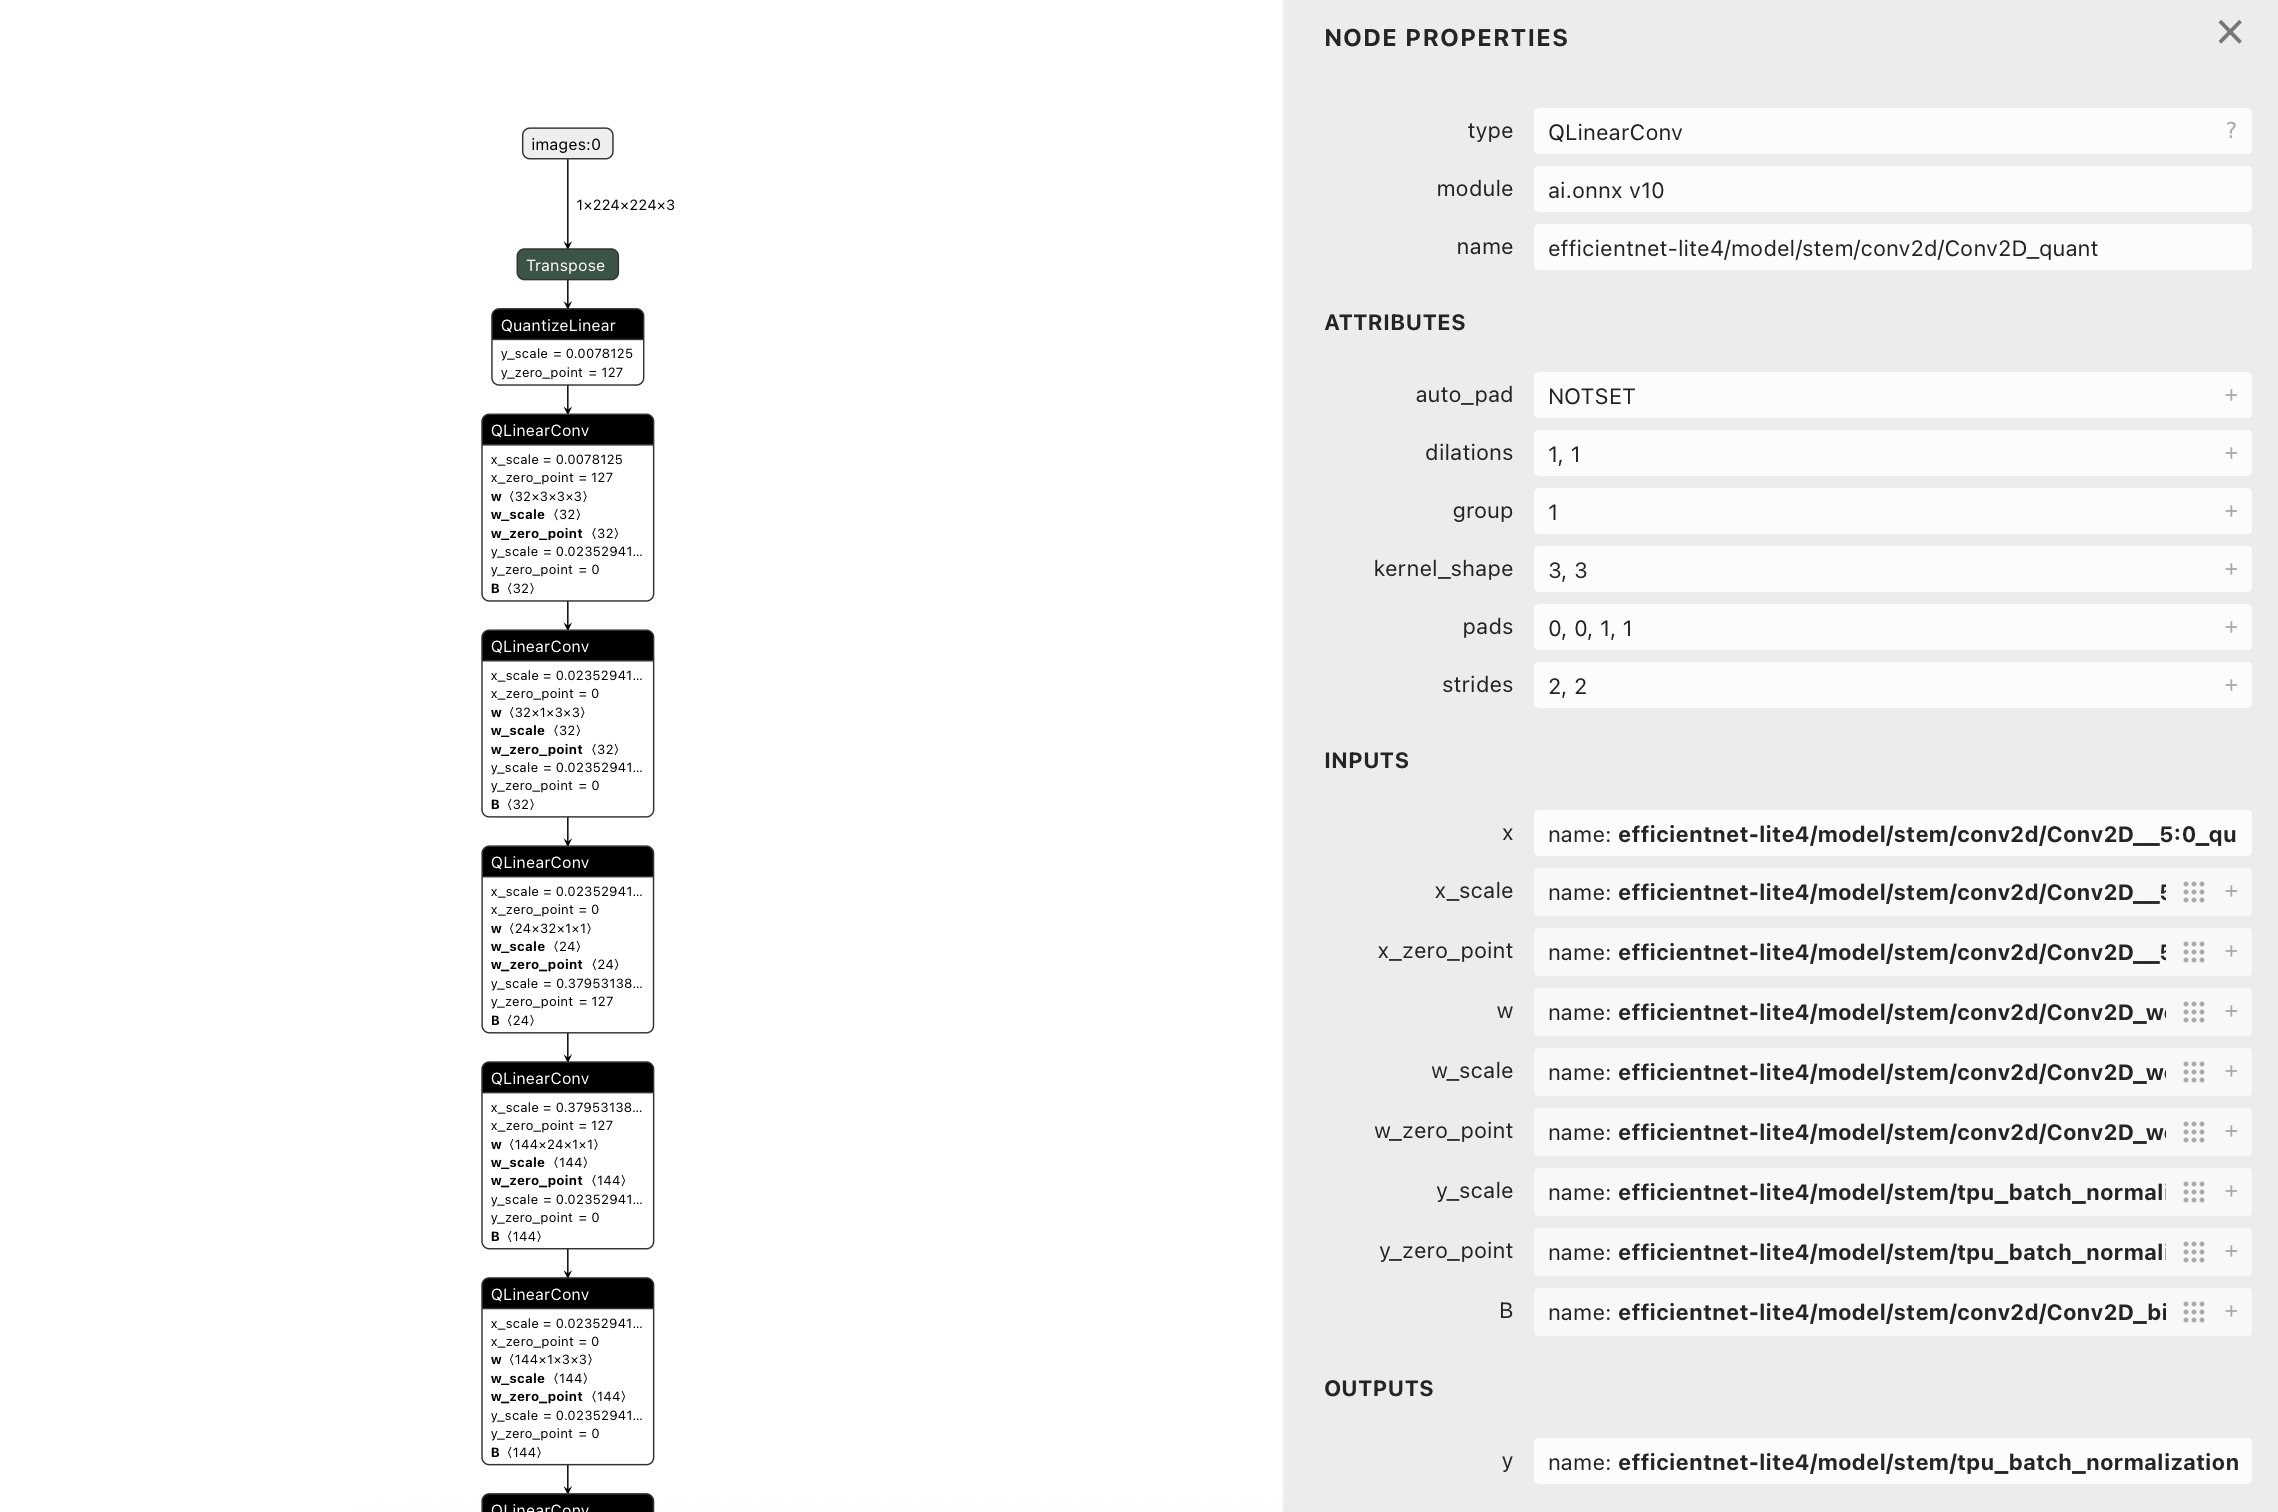 images:0
1×224×224×3
Transpose
QuantizeLinear
y_scale = 0.0078125
y_zero_point = 127
QLinearConv
x_scale = 0.0078125
x_zero_point = 127
w ⟨32×3×3×3⟩
w_scale ⟨32⟩
w_zero_point ⟨32⟩
y_scale = 0.02352941…
y_zero_point = 0
B ⟨32⟩
QLinearConv
x_scale = 0.02352941…
x_zero_point = 0
w ⟨32×1×3×3⟩
w_scale ⟨32⟩
w_zero_point ⟨32⟩
y_scale = 0.02352941…
y_zero_point = 0
B ⟨32⟩
QLinearConv
x_scale = 0.02352941…
x_zero_point = 0
w ⟨24×32×1×1⟩
w_scale ⟨24⟩
w_zero_point ⟨24⟩
y_scale = 0.37953138…
y_zero_point = 127
B ⟨24⟩
QLinearConv
x_scale = 0.37953138…
x_zero_point = 127
w ⟨144×24×1×1⟩
w_scale ⟨144⟩
w_zero_point ⟨144⟩
y_scale = 0.02352941…
y_zero_point = 0
B ⟨144⟩
QLinearConv
x_scale = 0.02352941…
x_zero_point = 0
w ⟨144×1×3×3⟩
w_scale ⟨144⟩
w_zero_point ⟨144⟩
y_scale = 0.02352941…
y_zero_point = 0
B ⟨144⟩
QLinearConv
NODE PROPERTIES
type QLinearConv ?
module ai.onnx v10
name efficientnet-lite4/model/stem/conv2d/Conv2D_quant
ATTRIBUTES
auto_pad NOTSET +
dilations 1, 1 +
group 1 +
kernel_shape 3, 3 +
pads 0, 0, 1, 1 +
strides 2, 2 +
INPUTS
x name: efficientnet-lite4/model/stem/conv2d/Conv2D__5:0_qu
x_scale name: efficientnet-lite4/model/stem/conv2d/Conv2D__5 +
x_zero_point name: efficientnet-lite4/model/stem/conv2d/Conv2D__5 +
w name: efficientnet-lite4/model/stem/conv2d/Conv2D_we +
w_scale name: efficientnet-lite4/model/stem/conv2d/Conv2D_we +
w_zero_point name: efficientnet-lite4/model/stem/conv2d/Conv2D_we +
y_scale name: efficientnet-lite4/model/stem/tpu_batch_normali +
y_zero_point name: efficientnet-lite4/model/stem/tpu_batch_normali +
B name: efficientnet-lite4/model/stem/conv2d/Conv2D_bi +
OUTPUTS
y name: efficientnet-lite4/model/stem/tpu_batch_normalization